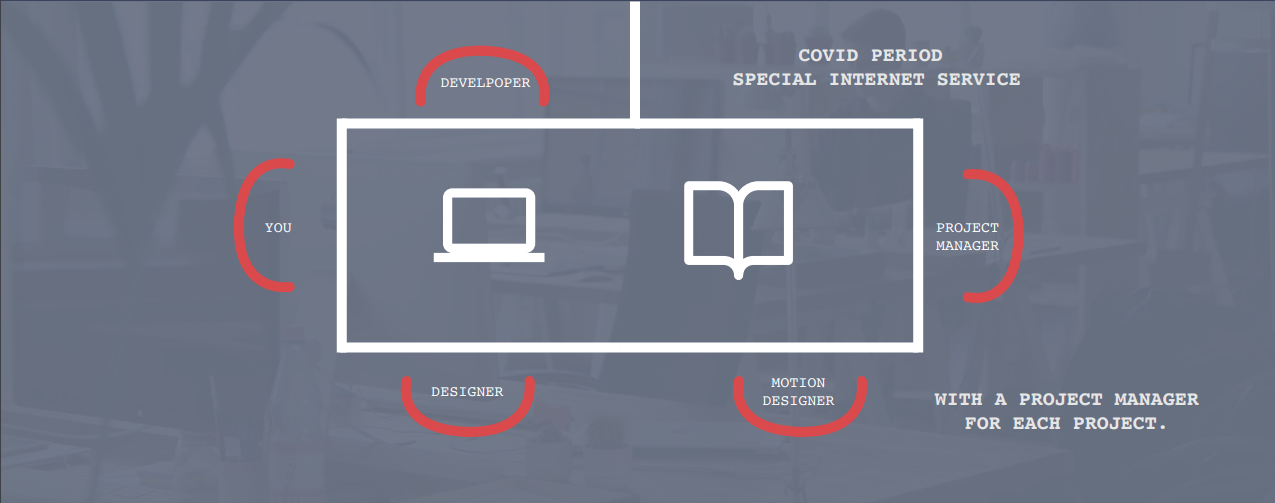 COVID PERIOD
SPECIAL INTERNET SERVICE
DEVELPOPER
YOU
PROJECT
MANAGER
DESIGNER
MOTION
DESIGNER
WITH A PROJECT MANAGER
FOR EACH PROJECT.